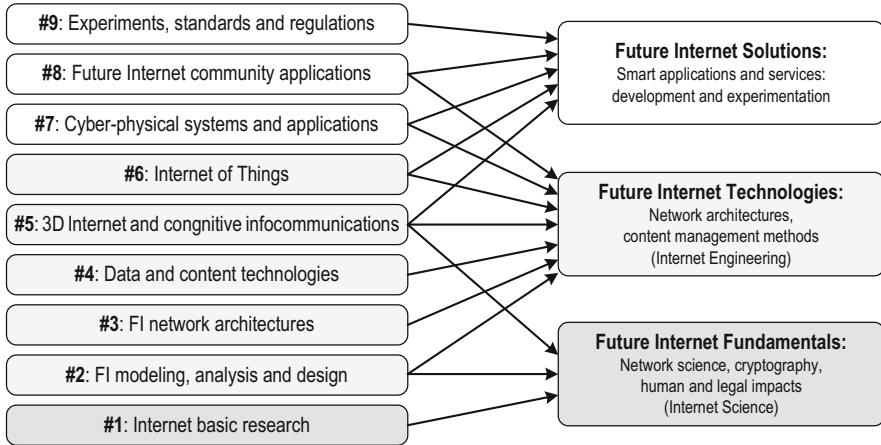 #9: Experiments, standards and regulations
#8: Future Internet community applications
#7: Cyber-physical systems and applications
#6: Internet of Things
#5: 3D Internet and congnitive infocommunications
#4: Data and content technologies
#3: FI network architectures
#2: FI modeling, analysis and design
#1: Internet basic research
Future Internet Solutions:
Smart applications and services:
development and experimentation
Future Internet Technologies:
Network architectures,
content management methods
(Internet Engineering)
Future Internet Fundamentals:
Network science, cryptography,
human and legal impacts
(Internet Science)